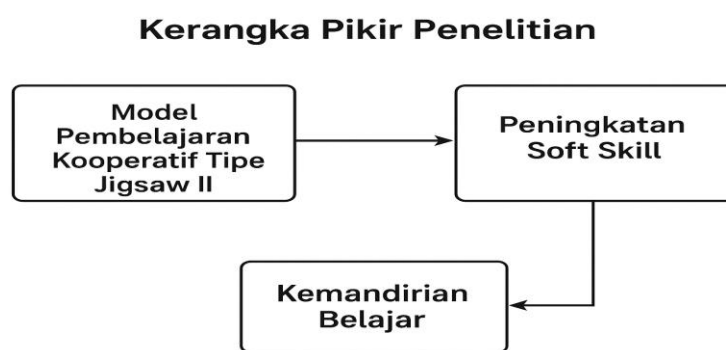 Kerangka Pikir Penelitian
Model
Pembelajaran
Kooperatif Tipe
Jigsaw II
Peningkatan
Soft Skill
Kemandirian
Belajar